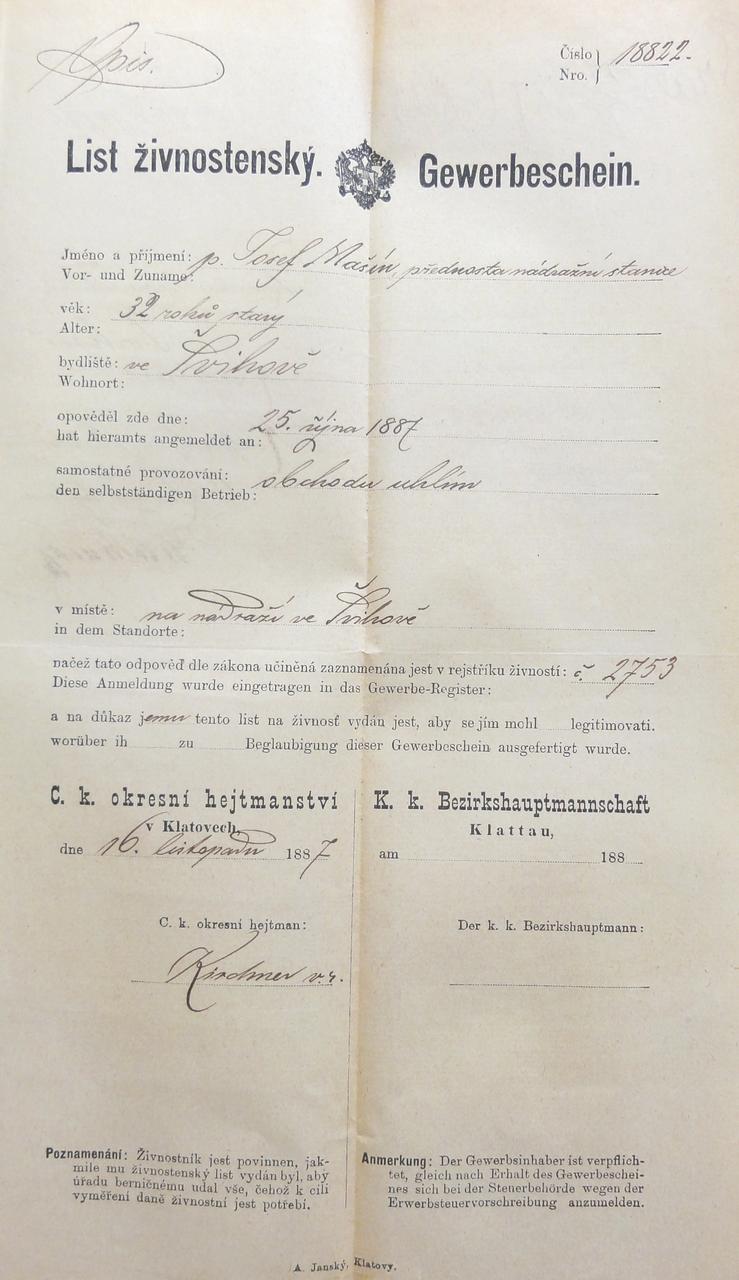 Opis.
Číslo
Nro. } 18822.
List živnostenský. Gewerbeschein.
Jméno a příjmení: p. Josef Mašín, přednosta nádražní stanice
Vor- und Zuname:
věk: 32 roků starý
Alter:
bydliště: ve Švihově
Wohnort:
opověděl zde dne: 25. října 1887
hat hieramts angemeldet an:
samostatné provozování: obchodu uhlím
den selbstständigen Betrieb:
v místě: na nádraží ve Švihově
in dem Standorte:
načež tato odpověď dle zákona učiněná zaznamenána jest v rejstříku živností: č. 2753
Diese Anmeldung wurde eingetragen in das Gewerbe-Register:
a na důkaz jemu tento list na živnosť vydán jest, aby se jím mohl legitimovati.
worüber ih zu Beglaubigung dieser Gewerbeschein ausgefertigt wurde.
C. k. okresní hejtmanství
v Klatovech,
dne 16. listopadu 1887
C. k. okresní hejtman:
Kirchner v. r.
K. k. Bezirkshauptmannschaft
Klattau,
am 188
Der k. k. Bezirkshauptmann:
Poznamenání: Živnostník jest povinnen, jak-
mile mu živnostenský list vydán byl, aby
úřadu berničnému udal vše, čehož k cíli
vyměření daně živnostní jest potřebí.
Anmerkung: Der Gewerbsinhaber ist verpflich-
tet, gleich nach Erhalt des Gewerbeschei-
nes sich bei der Stenerbehörde wegen der
Erwerbsteuervorschreibung anzumelden.
A. Janský, Klatovy.